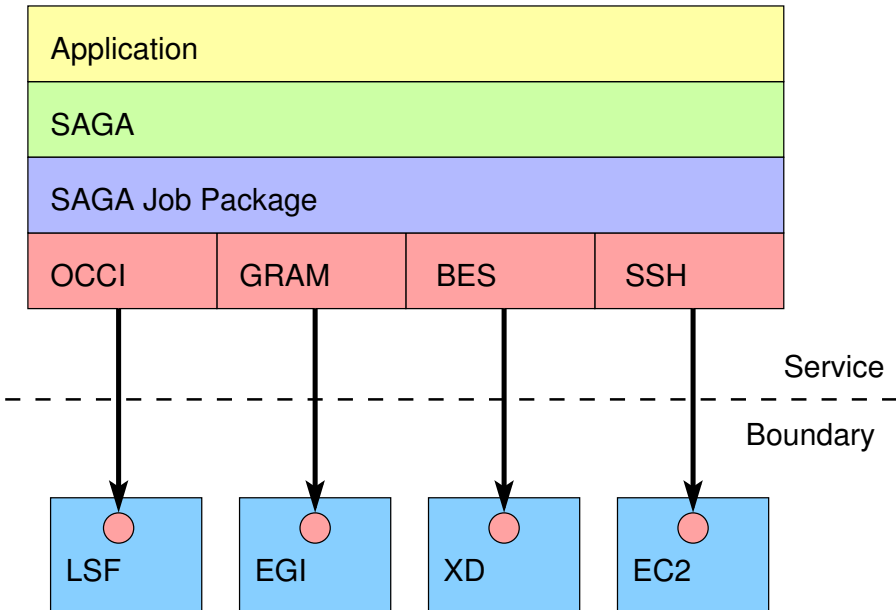 Application
SAGA
SAGA Job Package
OCCI GRAM BES SSH
Service
Boundary
LSF EGI XD EC2